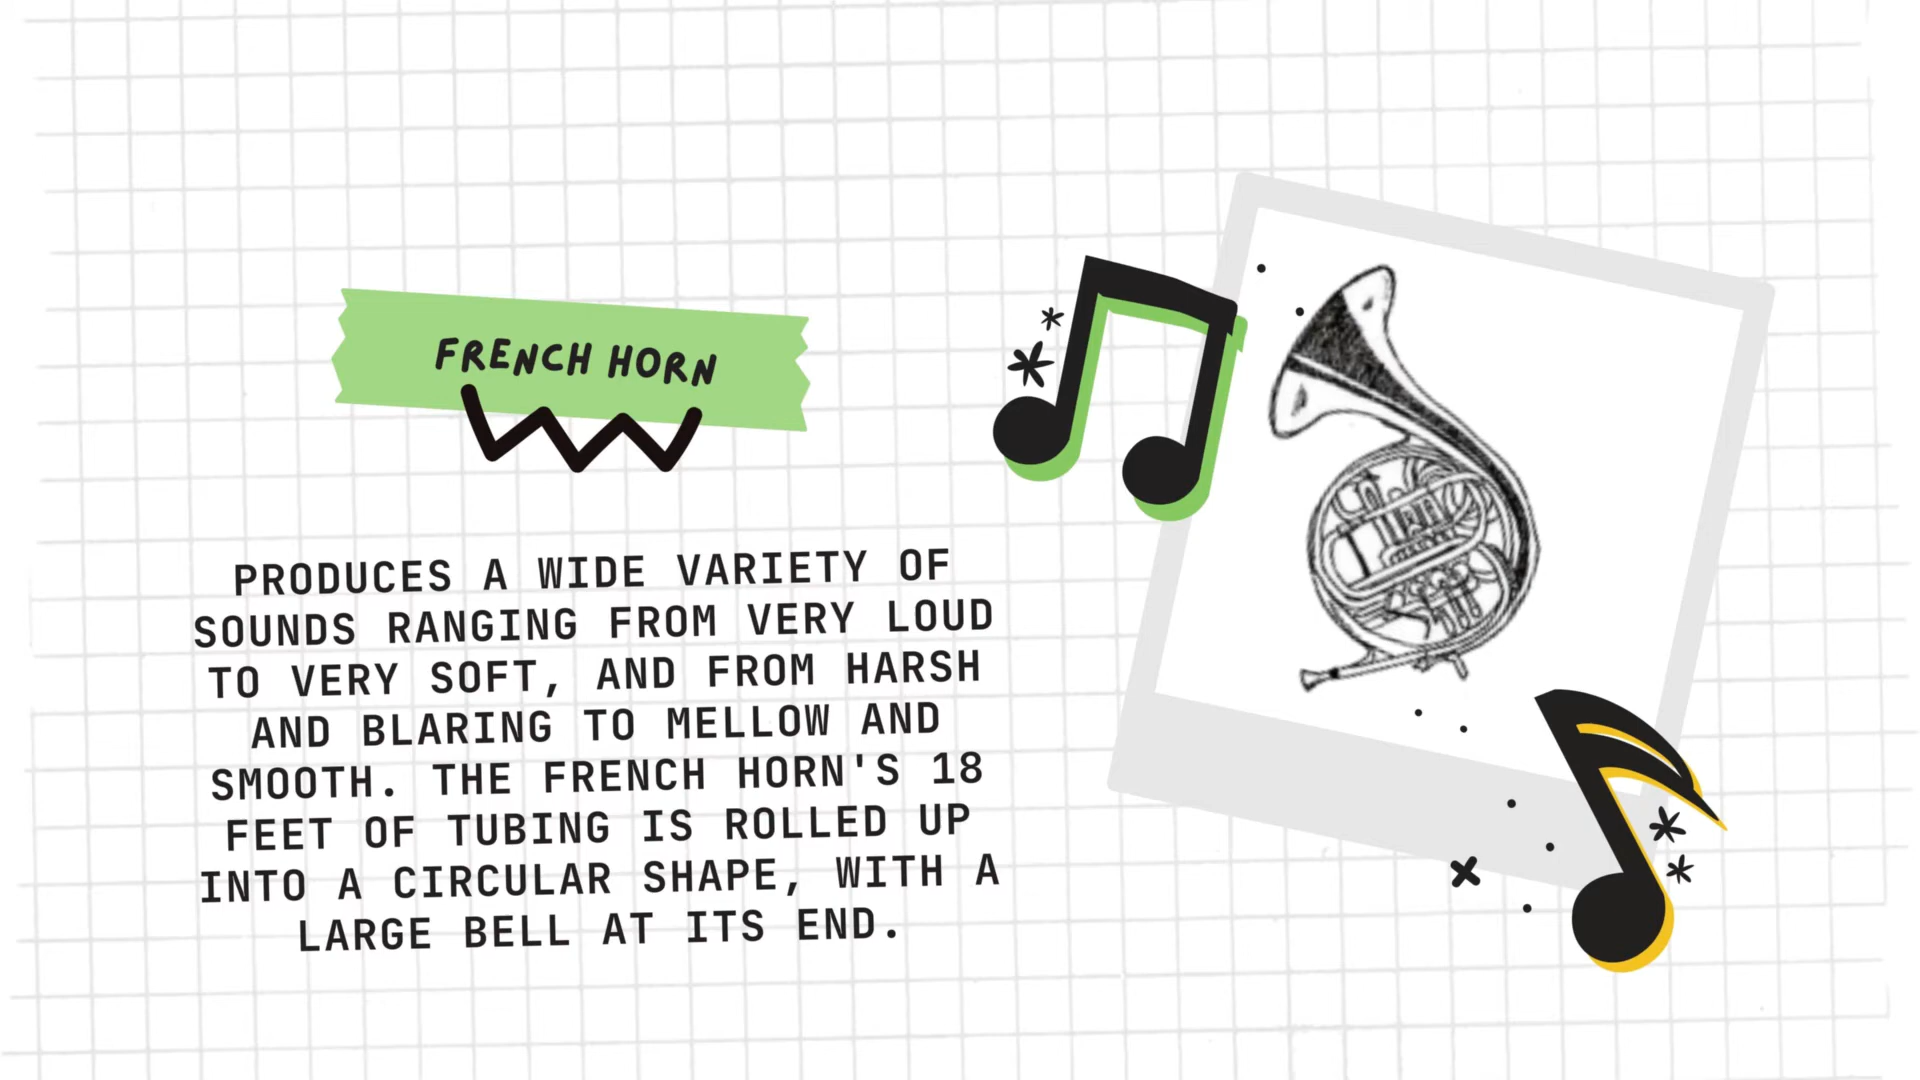 FRENCH HORN
PRODUCES A WIDE VARIETY OF
SOUNDS RANGING FROM VERY LOUD
TO VERY SOFT, AND FROM HARSH
AND BLARING TO MELLOW AND
SMOOTH. THE FRENCH HORN'S 18
FEET OF TUBING IS ROLLED UP
INTO A CIRCULAR SHAPE, WITH A
LARGE BELL AT ITS END.